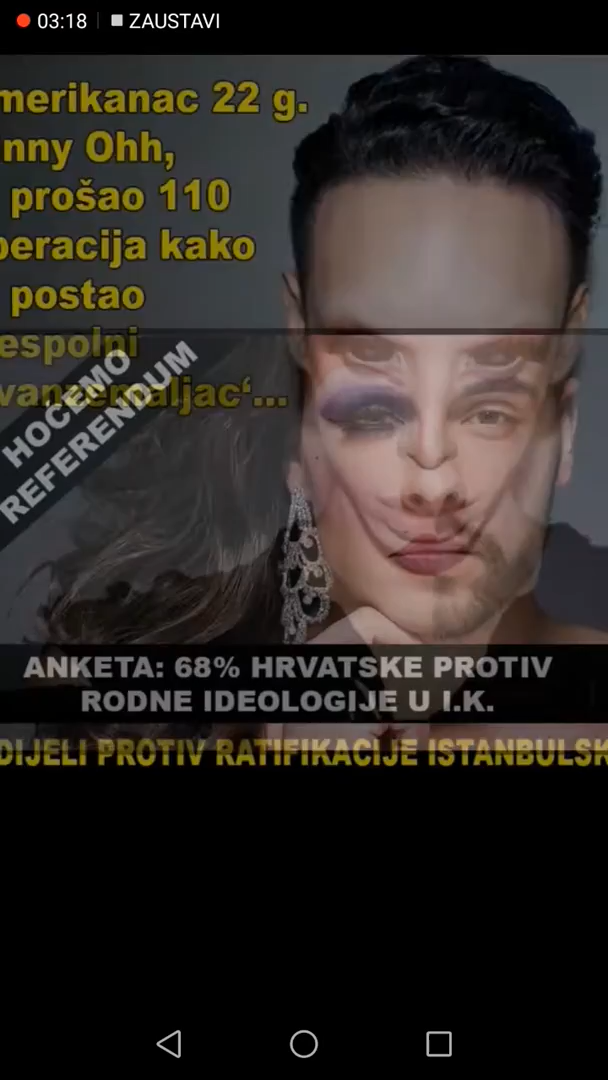 03:18 ZAUSTAVI
merikanac 22 g.
nny Ohh,
prošao 110
peracija kako
postao
espolni
vanzemaljac‘...
HOĆEMO
REFERENDUM
ANKETA: 68% HRVATSKE PROTIV
RODNE IDEOLOGIJE U I.K.
DIJELI PROTIV RATIFIKACIJE ISTANBULSK